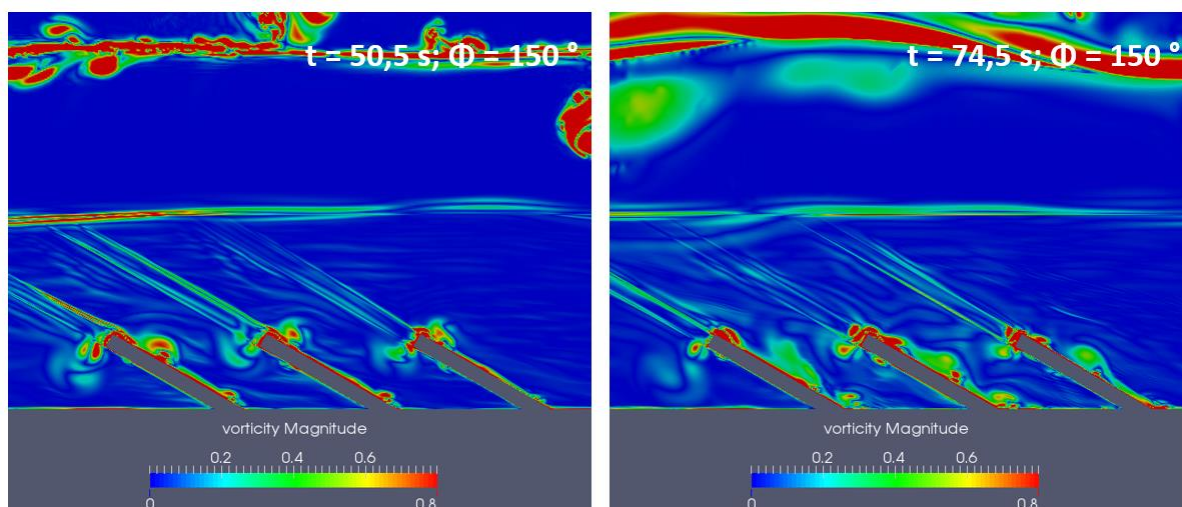 t = 50,5 s; Φ = 150 °
vorticity Magnitude
0.2 0.4 0.6
0 0.8
t = 74,5 s; Φ = 150 °
vorticity Magnitude
0.2 0.4 0.6
0 0.8